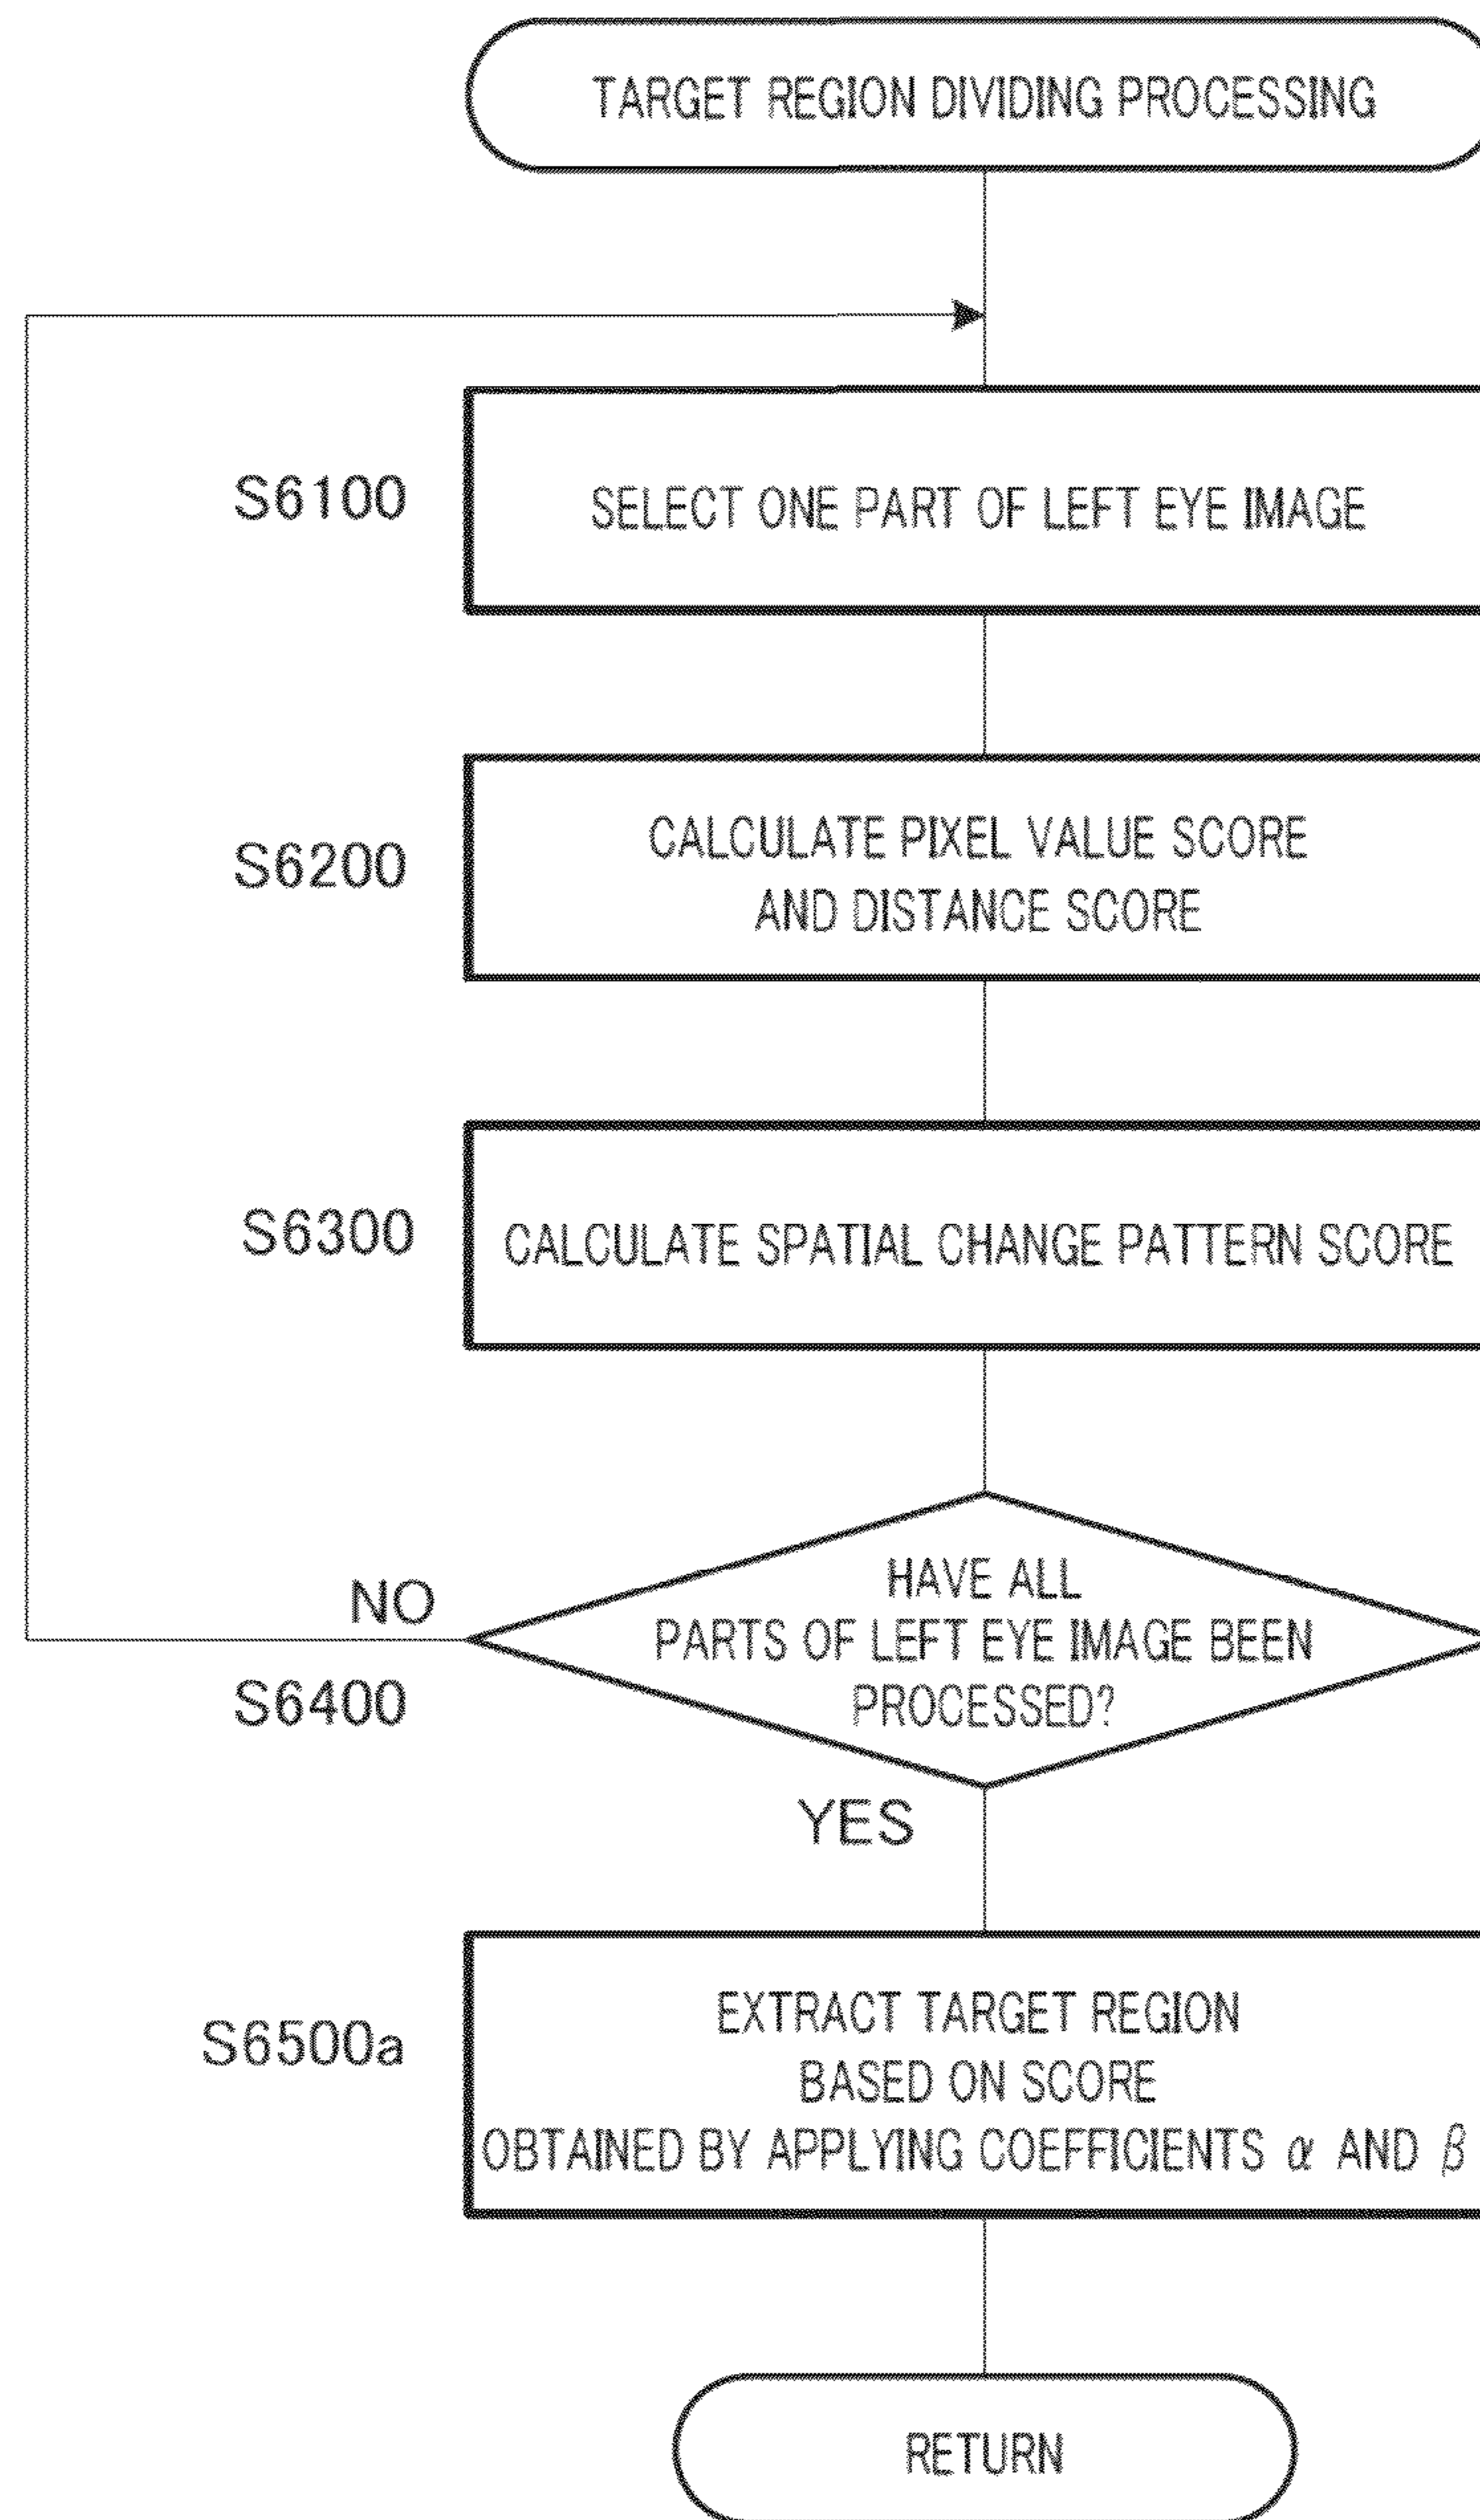 TARGET REGION DIVIDING PROCESSING
S6100
SELECT ONE PART OF LEFT EYE IMAGE
S6200
CALCULATE PIXEL VALUE SCORE
AND DISTANCE SCORE
S6300
CALCULATE SPATIAL CHANGE PATTERN SCORE
NO
S6400
HAVE ALL
PARTS OF LEFT EYE IMAGE BEEN
PROCESSED?
YES
S6500a
EXTRACT TARGET REGION
BASED ON SCORE
OBTAINED BY APPLYING COEFFICIENTS α AND β
RETURN